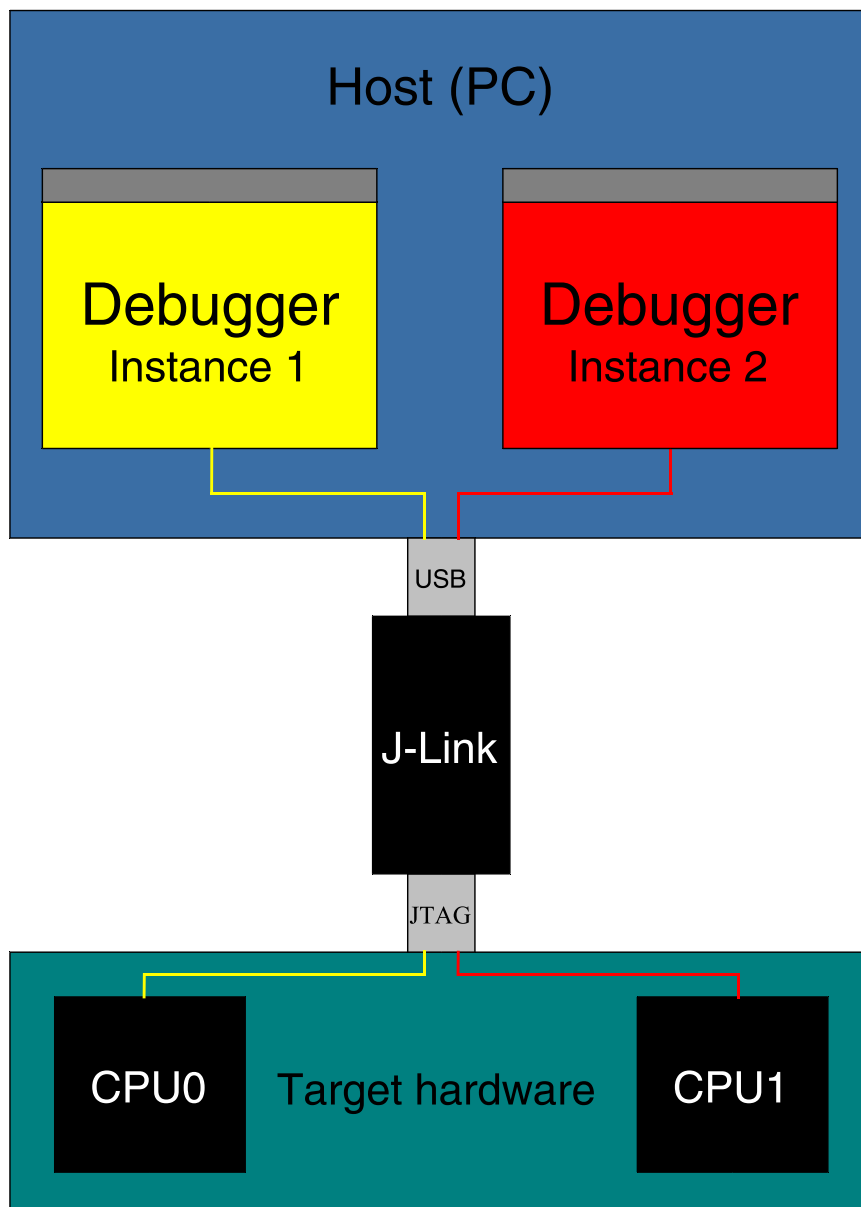 Host (PC)
Debugger
Instance 1
Debugger
Instance 2
USB
J-Link
JTAG
CPU0
Target hardware
CPU1